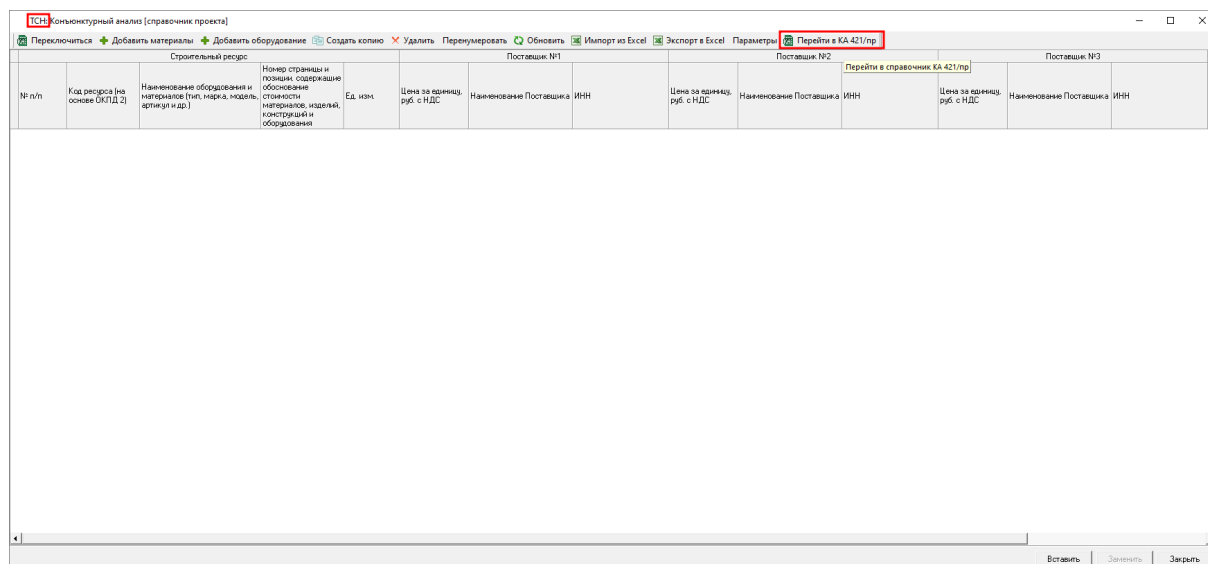 ТСН: Конъюнктурный анализ [справочник проекта]
Переключиться Добавить материалы Добавить оборудование Создать копию Удалить Перенумеровать Обновить Импорт из Excel Экспорт в Excel Параметры Перейти в КА 421/пр
Строительный ресурс Поставщик №1 Поставщик №2 Поставщик №3
Перейти в справочник КА 421/пр
№ п/п
Код ресурса (на
основе ОКПД 2)
Наименование оборудования и
материалов (тип, марка, модель,
артикул и др.)
Номер страницы и
позиции, содержащие
обоснование
стоимости
материалов, изделий,
конструкций и
оборудования
Ед. изм.
Цена за единицу,
руб. с НДС
Наименование Поставщика
ИНН
Цена за единицу,
руб. с НДС
Наименование Поставщика
ИНН
Цена за единицу,
руб. с НДС
Наименование Поставщика
ИНН
Вставить Заменить Закрыть